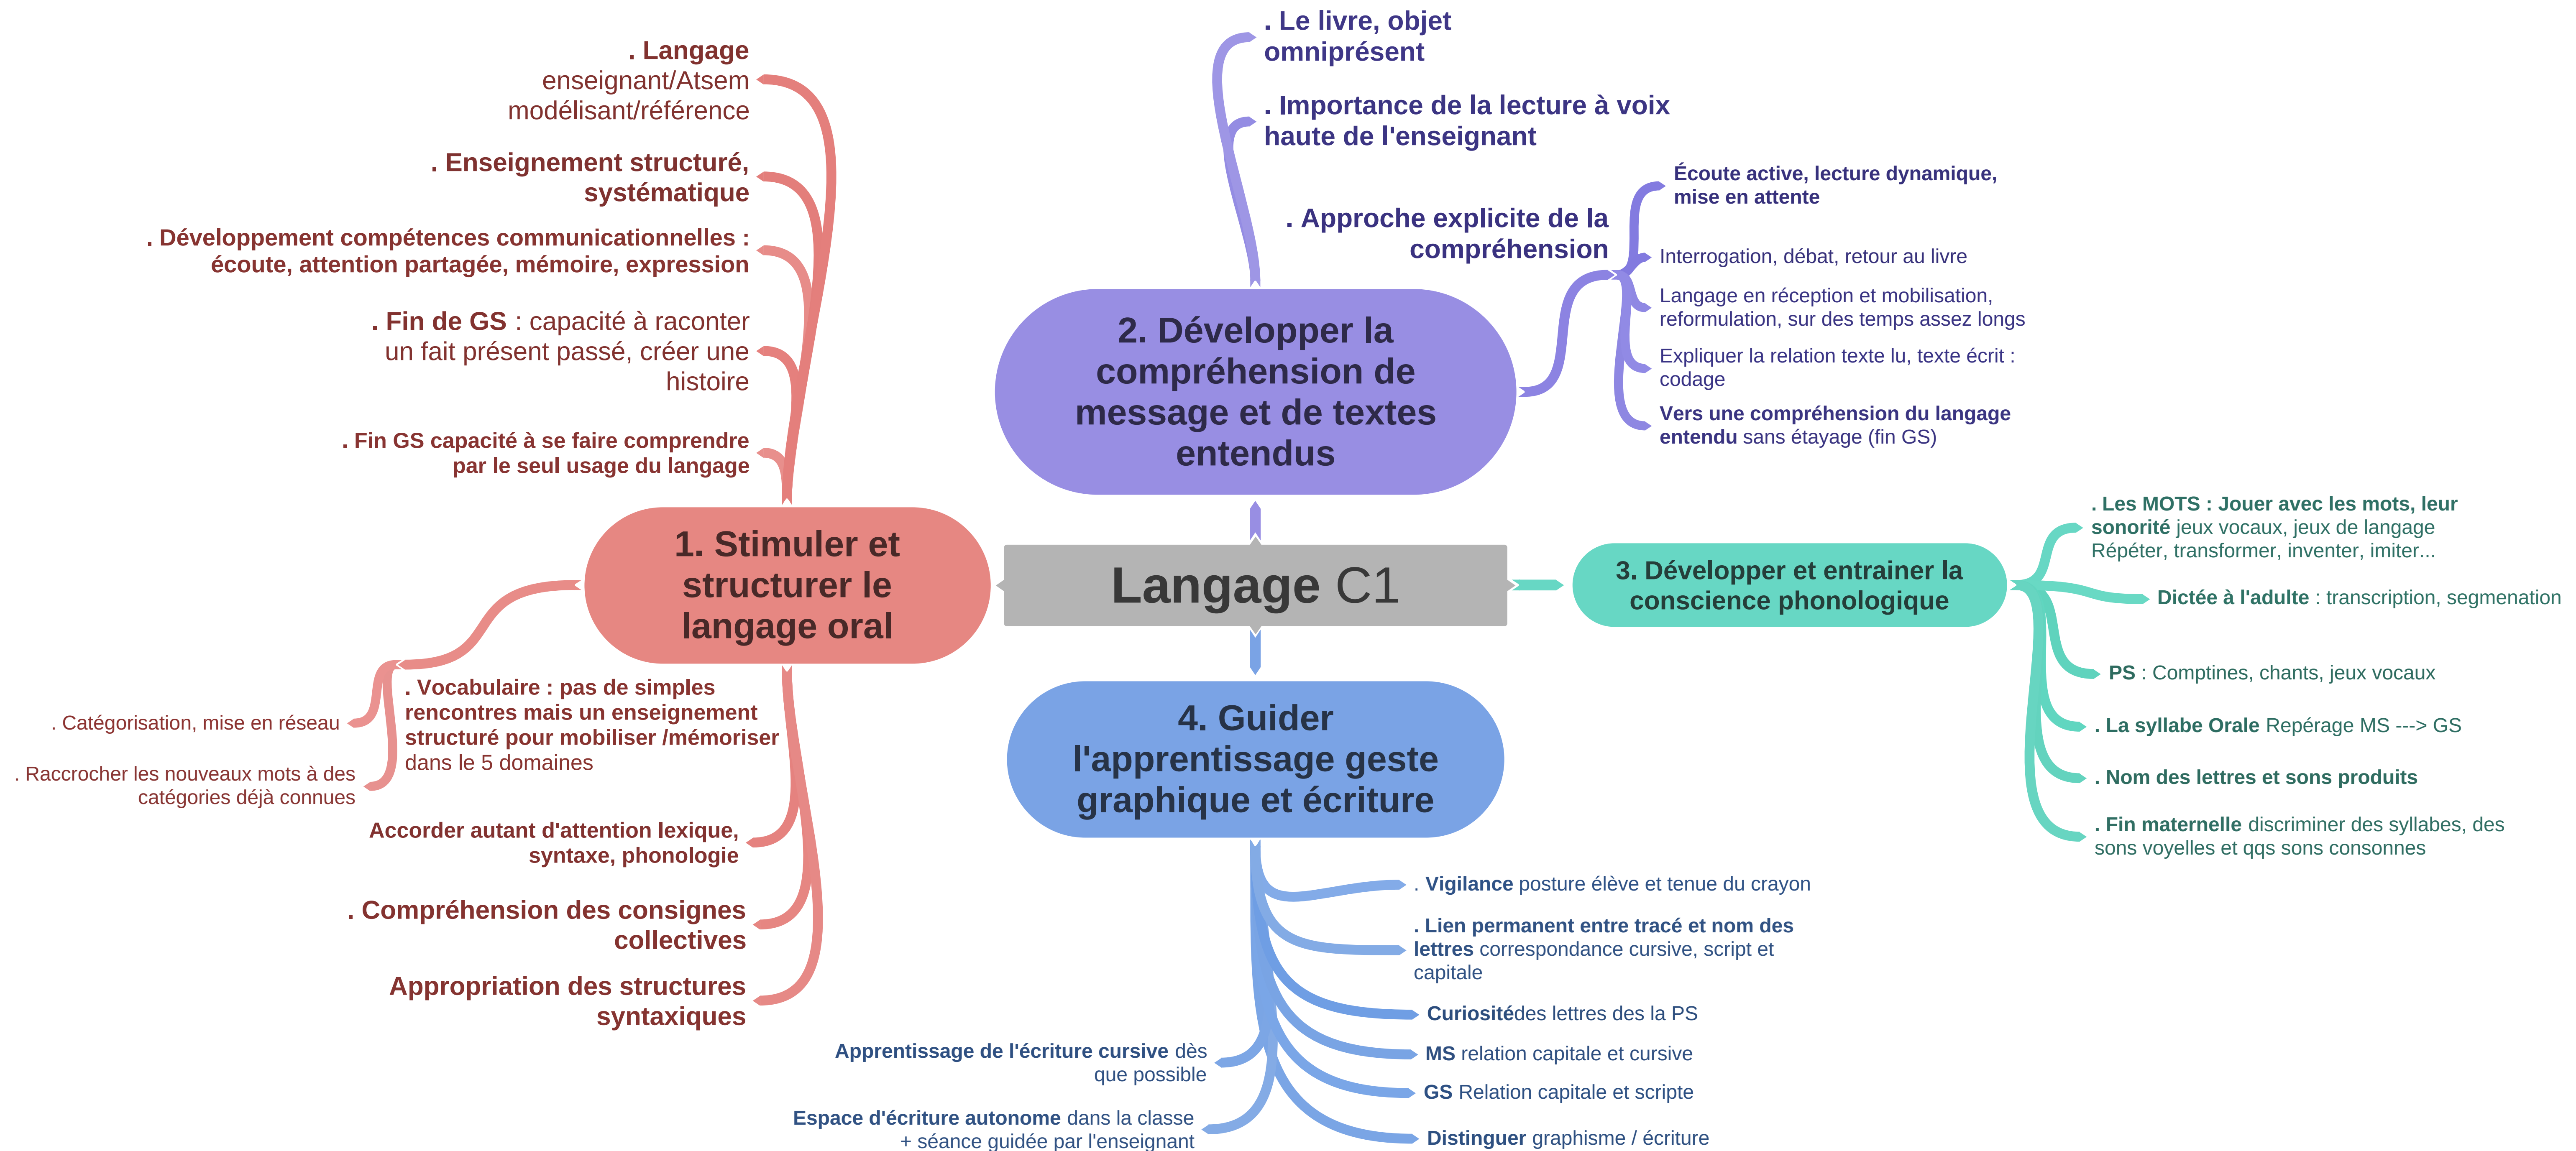 Langage C1
1. Stimuler et
structurer le
langage oral
. Langage
enseignant/Atsem
modélisant/référence
. Enseignement structuré,
systématique
. Développement compétences communicationnelles :
écoute, attention partagée, mémoire, expression
. Fin de GS : capacité à raconter
un fait présent passé, créer une
histoire
. Fin GS capacité à se faire comprendre
par le seul usage du langage
. Vocabulaire : pas de simples
rencontres mais un enseignement
structuré pour mobiliser /mémoriser
dans le 5 domaines
. Catégorisation, mise en réseau
. Raccrocher les nouveaux mots à des
catégories déjà connues
Accorder autant d'attention lexique,
syntaxe, phonologie
. Compréhension des consignes
collectives
Appropriation des structures
syntaxiques
2. Développer la
compréhension de
message et de textes
entendus
. Le livre, objet
omniprésent
. Importance de la lecture à voix
haute de l'enseignant
. Approche explicite de la
compréhension
Écoute active, lecture dynamique,
mise en attente
Interrogation, débat, retour au livre
Langage en réception et mobilisation,
reformulation, sur des temps assez longs
Expliquer la relation texte lu, texte écrit :
codage
Vers une compréhension du langage
entendu sans étayage (fin GS)
3. Développer et entrainer la
conscience phonologique
. Les MOTS : Jouer avec les mots, leur
sonorité jeux vocaux, jeux de langage
Répéter, transformer, inventer, imiter...
Dictée à l'adulte : transcription, segmenation
PS : Comptines, chants, jeux vocaux
. La syllabe Orale Repérage MS ---> GS
. Nom des lettres et sons produits
. Fin maternelle discriminer des syllabes, des
sons voyelles et qqs sons consonnes
4. Guider
l'apprentissage geste
graphique et écriture
. Vigilance posture élève et tenue du crayon
. Lien permanent entre tracé et nom des
lettres correspondance cursive, script et
capitale
Curiositédes lettres des la PS
MS relation capitale et cursive
GS Relation capitale et scripte
Distinguer graphisme / écriture
Apprentissage de l'écriture cursive dès
que possible
Espace d'écriture autonome dans la classe
+ séance guidée par l'enseignant